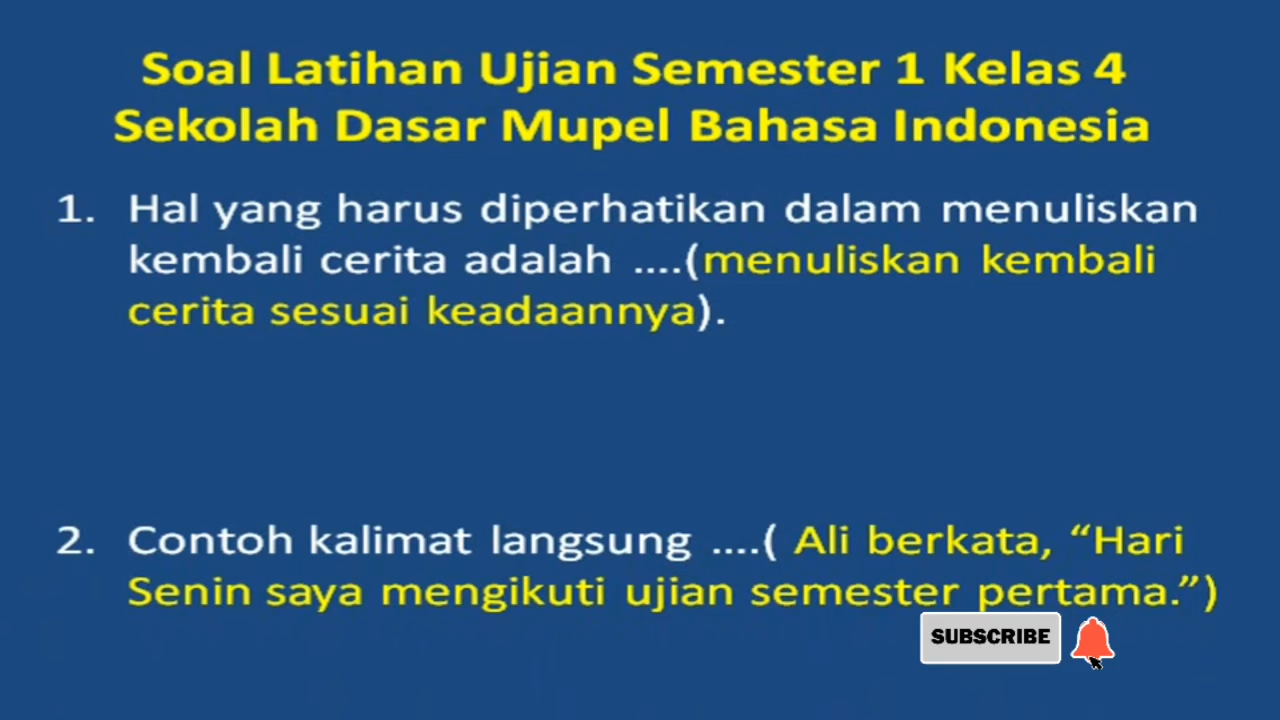 Soal Latihan Ujian Semester 1 Kelas 4
Sekolah Dasar Mupel Bahasa Indonesia
1. Hal yang harus diperhatikan dalam menuliskan
kembali cerita adalah ....(menuliskan kembali
cerita sesuai keadaannya).
2. Contoh kalimat langsung ....( Ali berkata, “Hari
Senin saya mengikuti ujian semester pertama.”)
SUBSCRIBE